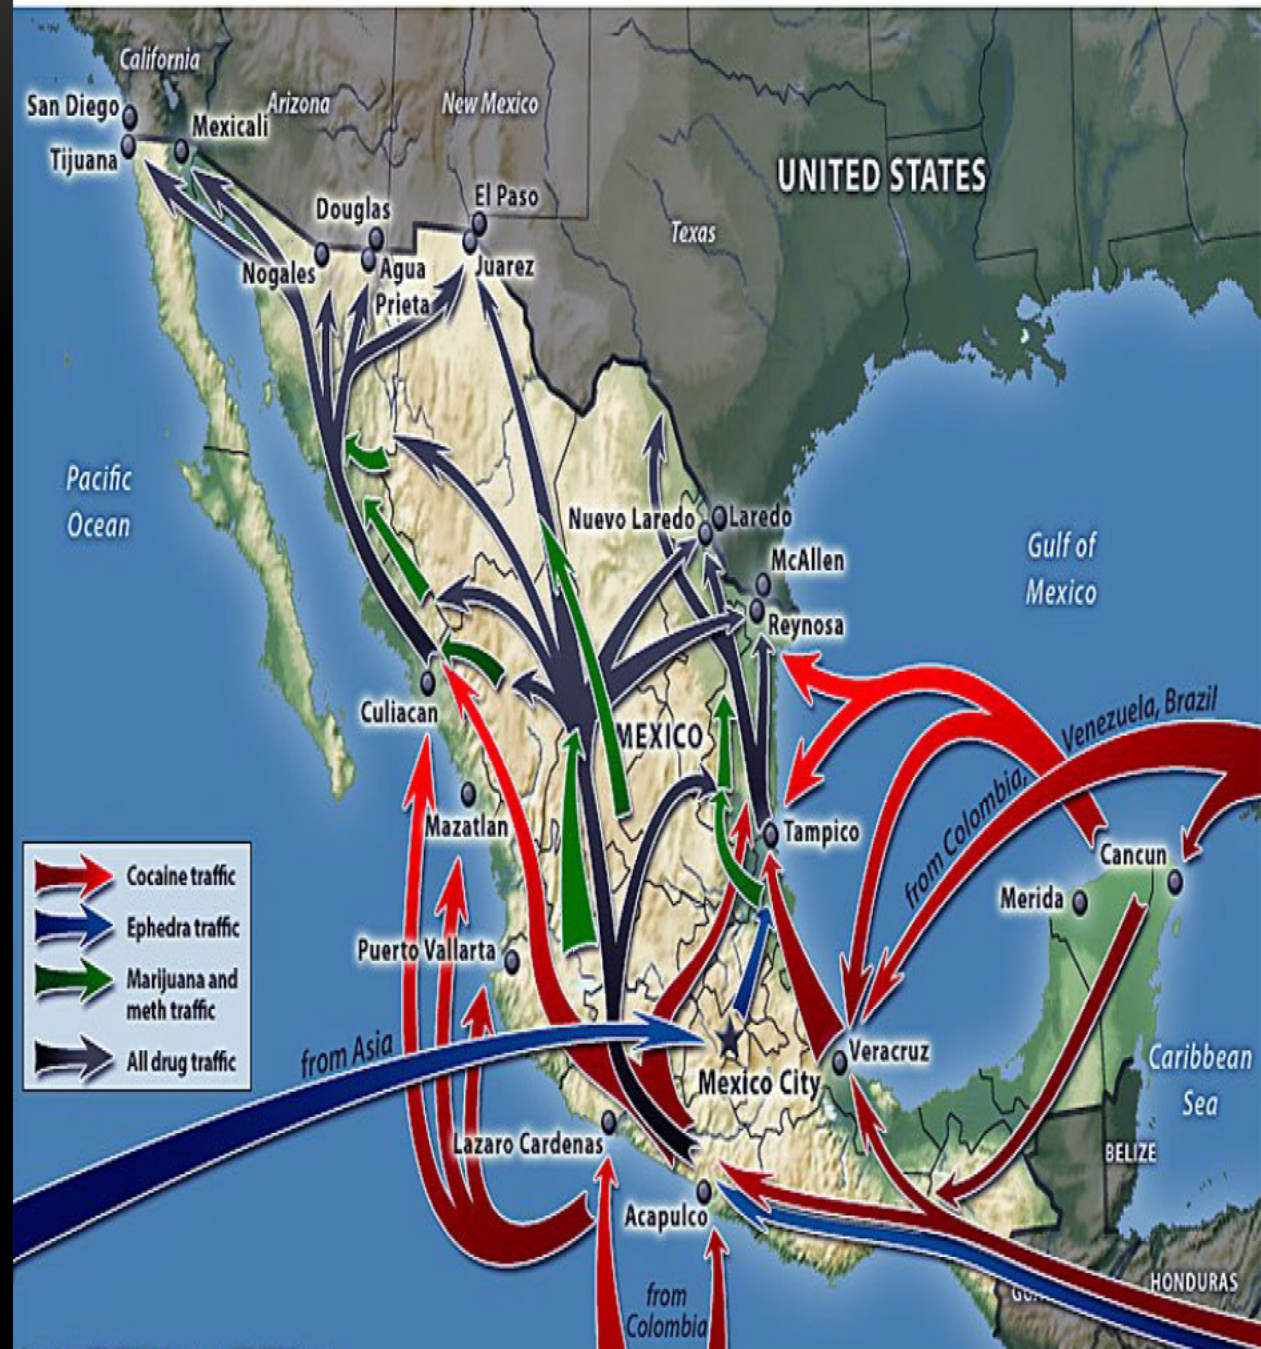 California
San Diego
Arizona
New Mexico
Mexicali
Tijuana
UNITED STATES
El Paso
Douglas
Texas
Nogales
Agua
Prieta
Juarez
Pacific
Ocean
Nuevo Laredo
Laredo
Gulf of
Mexico
McAllen
Reynosa
Culiacan
MEXICO
Venezuela, Brazil
from Colombia,
Mazatlan
Tampico
Cancun
Merida
Cocaine traffic
Ephedra traffic
Marijuana and
meth traffic
All drug traffic
Puerto Vallarta
from Asia
Veracruz
Mexico City
Caribbean
Sea
Lazaro Cardenas
BELIZE
Acapulco
HONDURAS
from
Colombia